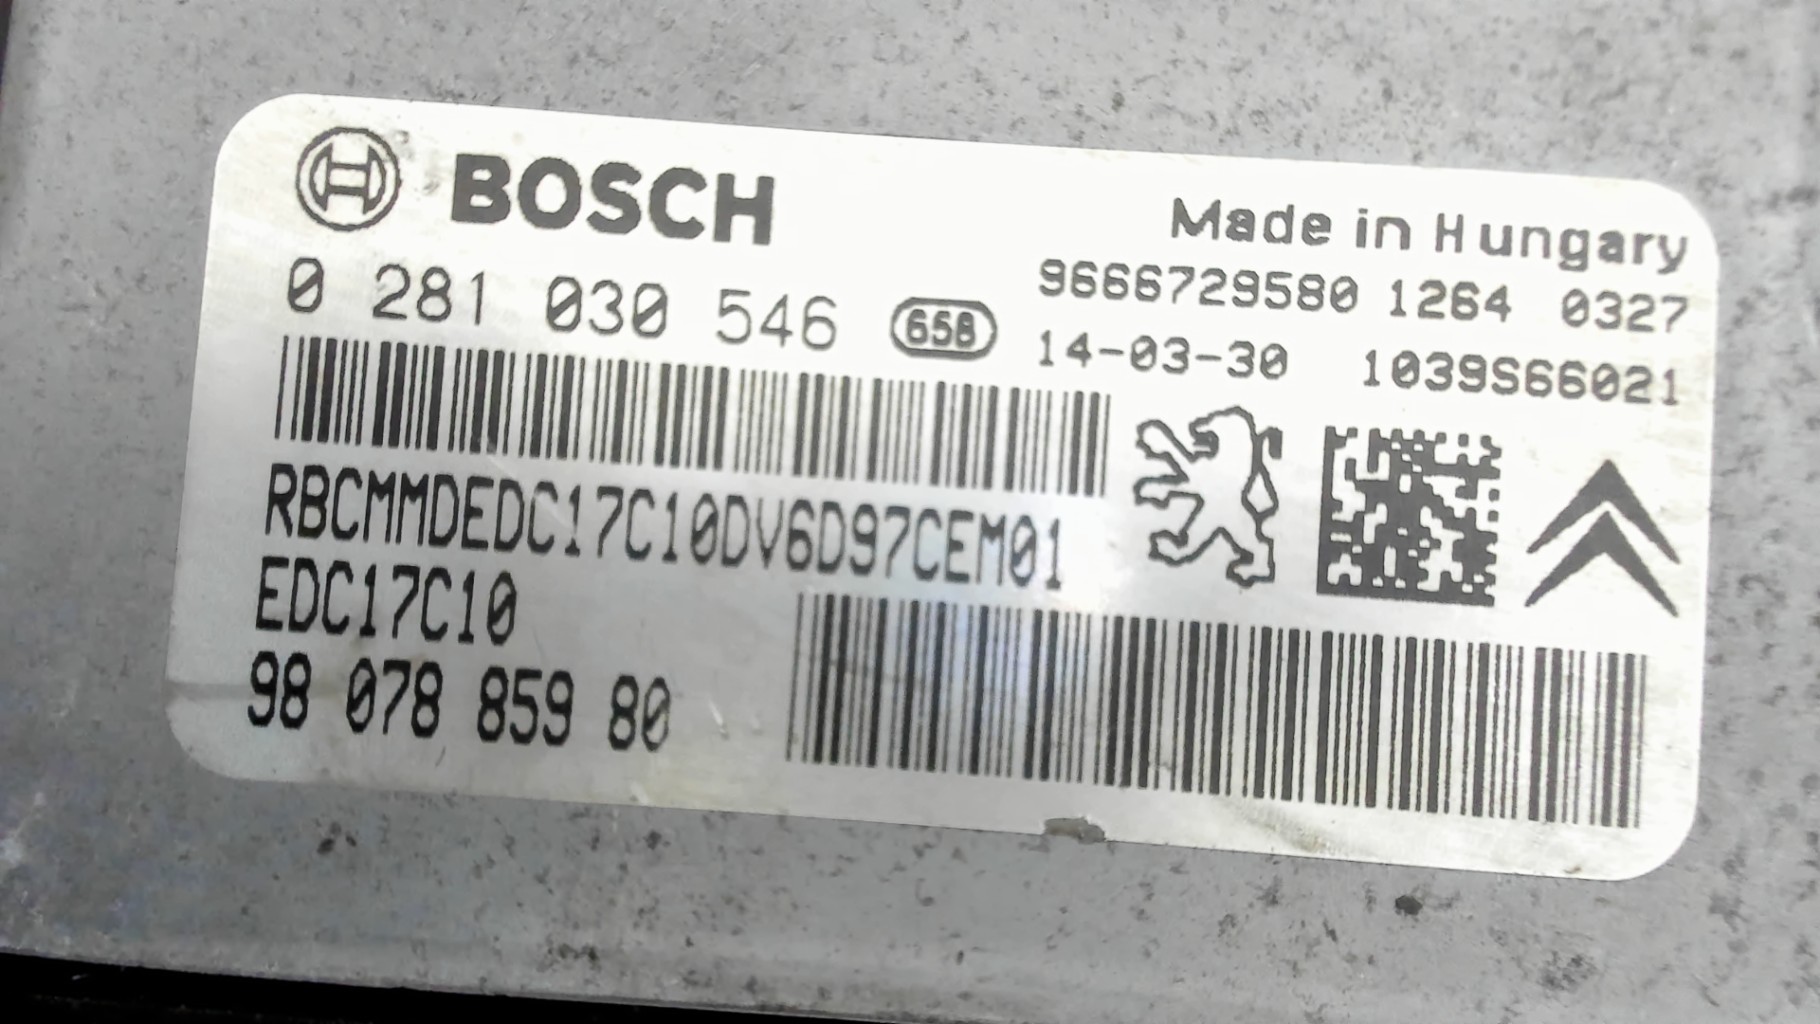 BOSCH
Made in Hungary
0 281 030 546 658
9666729580 1264 0327
14-03-30 1039S66021
RBCMMDEDC17C10DV6D97CEM01
EDC17C10
98 078 859 80